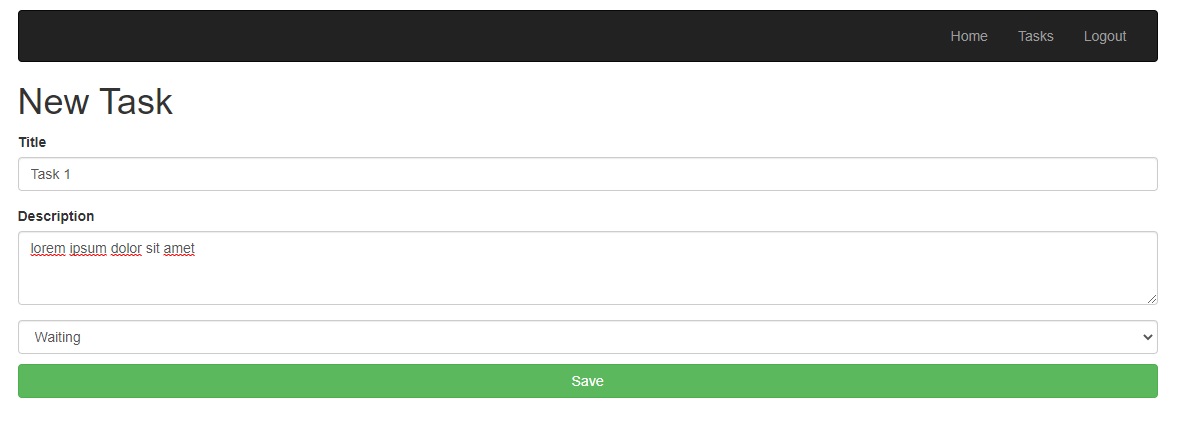 Home Tasks Logout
New Task
Title
Task 1
Description
lorem ipsum dolor sit amet
Waiting
Save